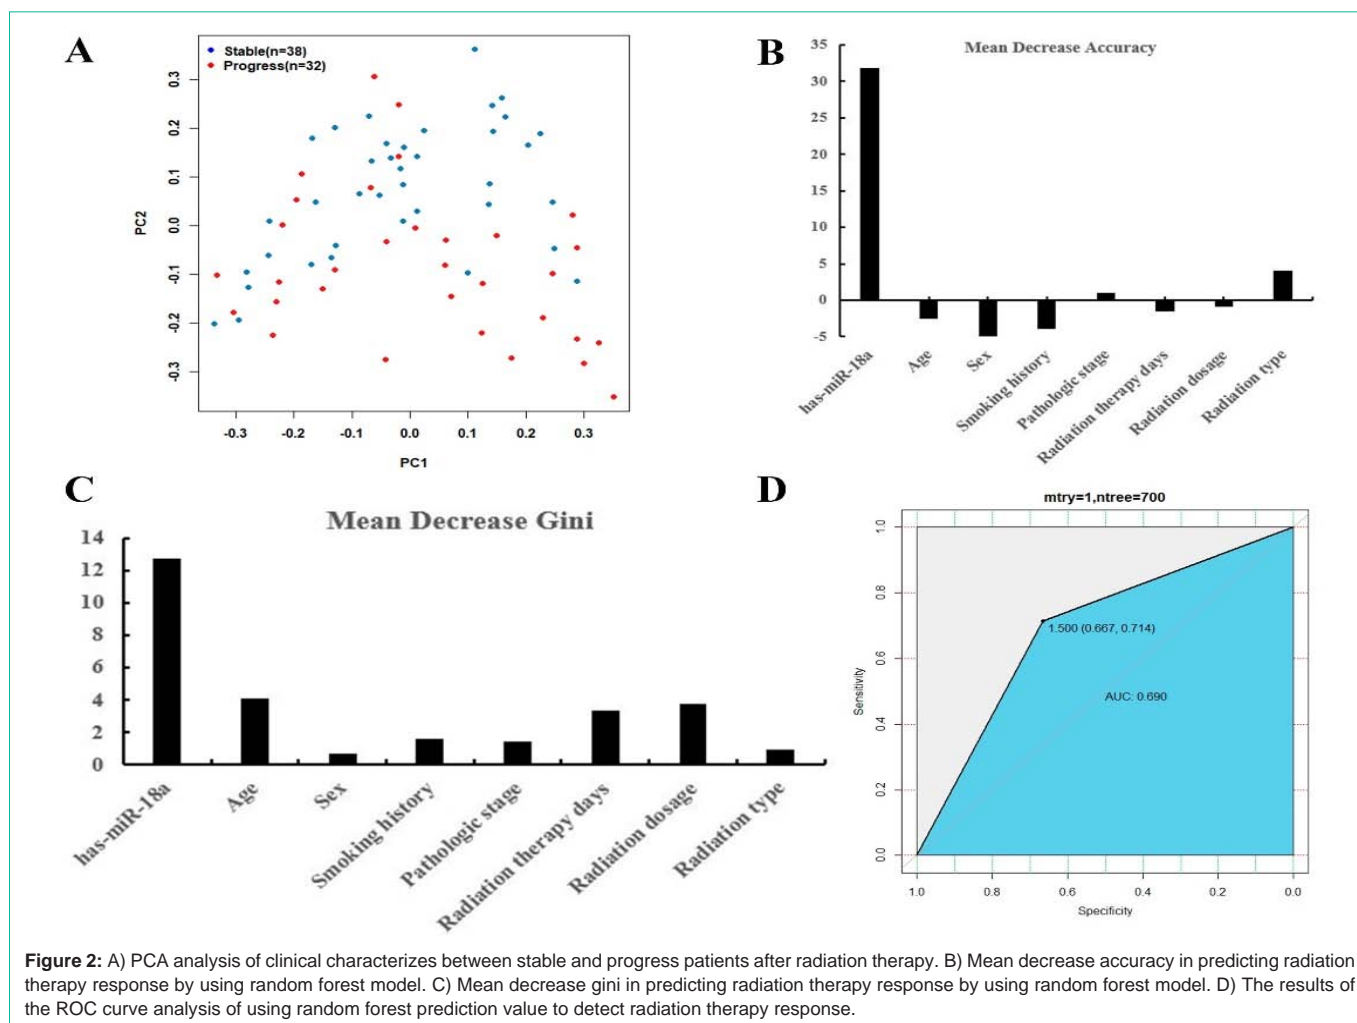 A
Stable(n=38)
Progress(n=32)
0.3
0.2
0.1
0.0
-0.1
-0.2
-0.3
PC2
-0.3
-0.2
-0.1
0.0
0.1
0.2
0.3
PC1
B
Mean Decrease Accuracy
35
30
25
20
15
10
5
0
-5
has-miR-18a
Age
Sex
Smoking history
Pathologic stage
Radiation therapy days
Radiation dosage
Radiation type
C
Mean Decrease Gini
14
12
10
8
6
4
2
0
has-miR-18a
Age
Sex
Smoking history
Pathologic stage
Radiation therapy days
Radiation dosage
Radiation type
D
mtry=1,ntree=700
1.0
0.8
0.6
0.4
0.2
0.0
Sensitivity
1.500 (0.667, 0.714)
AUC: 0.690
1.0
0.8
0.6
0.4
0.2
0.0
Specificity
Figure 2: A) PCA analysis of clinical characterizes between stable and progress patients after radiation therapy. B) Mean decrease accuracy in predicting radiation
therapy response by using random forest model. C) Mean decrease gini in predicting radiation therapy response by using random forest model. D) The results of
the ROC curve analysis of using random forest prediction value to detect radiation therapy response.